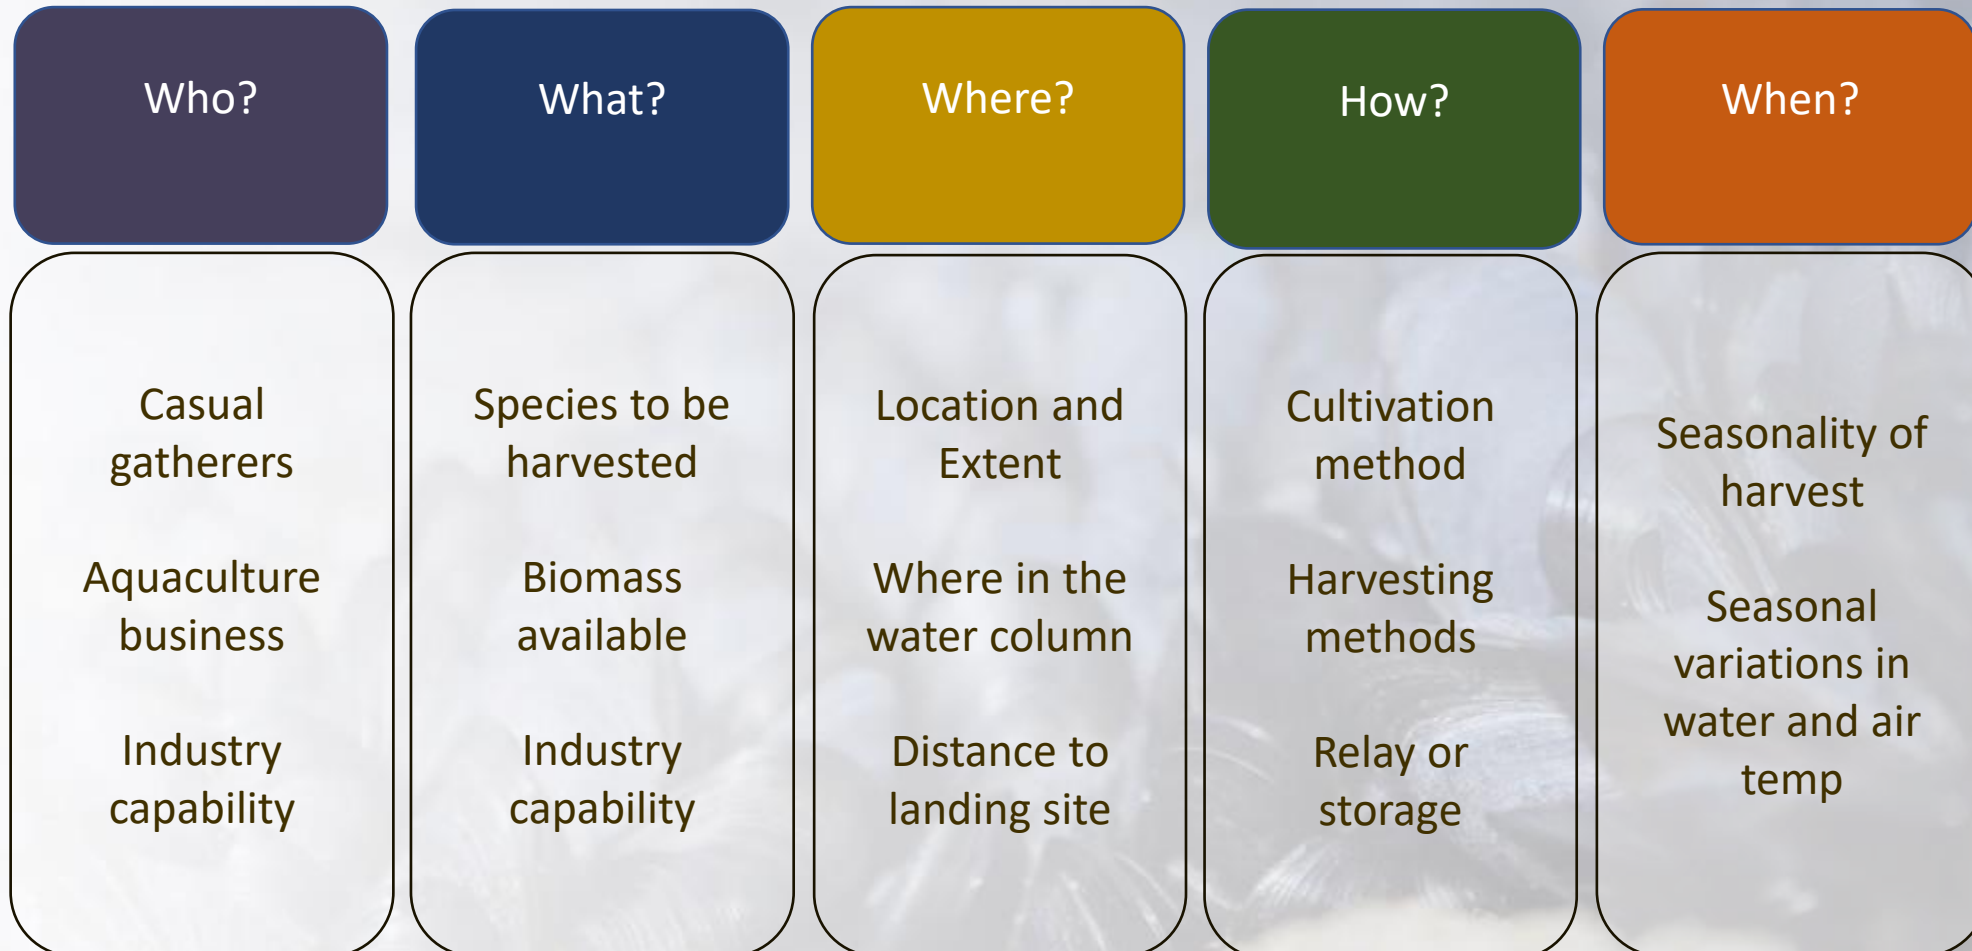 Who?
What?
Where?
How?
When?
Casual
gatherers
Aquaculture
business
Industry
capability
Species to be
harvested
Biomass
available
Industry
capability
Location and
Extent
Where in the
water column
Distance to
landing site
Cultivation
method
Harvesting
methods
Relay or
storage
Seasonality of
harvest
Seasonal
variations in
water and air
temp